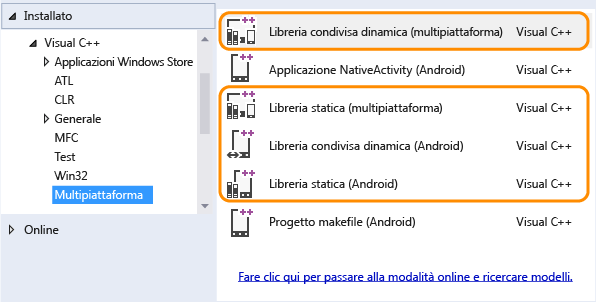 Installato
Visual C++
Applicazioni Windows Store
ATL
CLR
Generale
MFC
Test
Win32
Multipiattaforma
Online
Libreria condivisa dinamica (multipiattaforma) Visual C++
Applicazione NativeActivity (Android) Visual C++
Libreria statica (multipiattaforma) Visual C++
Libreria condivisa dinamica (Android) Visual C++
Libreria statica (Android) Visual C++
Progetto makefile (Android) Visual C++
Fare clic qui per passare alla modalità online e ricercare modelli.